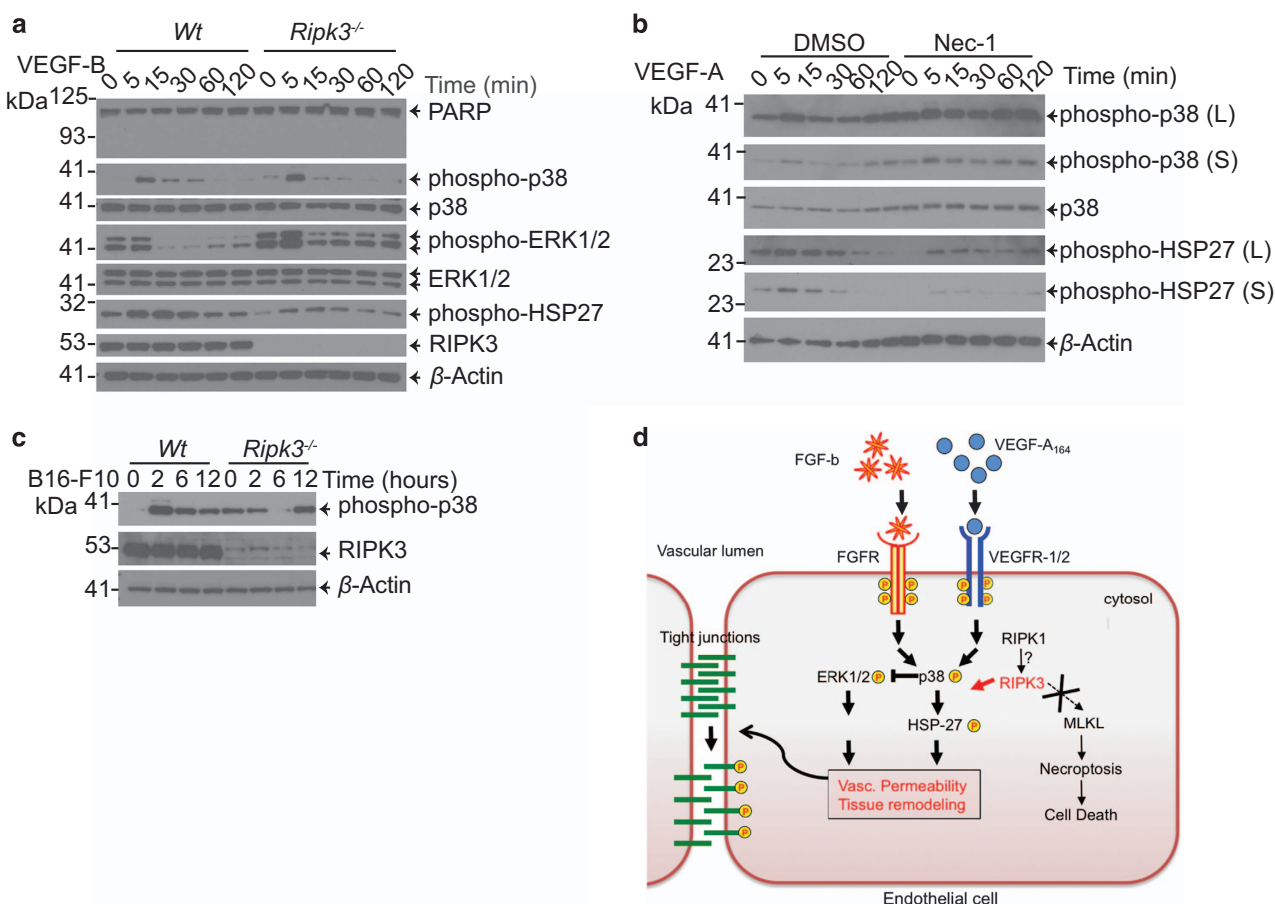 a
Wt Ripk3-/-
VEGF-B 0 5 15 30 60 120 0 5 15 30 60 120 Time (min)
kDa 125
PARP
93
41
phospho-p38
41
p38
phospho-ERK1/2
41
ERK1/2
41
32
phospho-HSP27
53 RIPK3
41 β-Actin
b
DMSO Nec-1
VEGF-A 0 5 15 30 60 120 0 5 15 30 60 120 Time (min)
kDa 41
phospho-p38 (L)
41
phospho-p38 (S)
41
p38
phospho-HSP27 (L)
23
phospho-HSP27 (S)
23
41 β-Actin
c
Wt Ripk3-/-
B16-F10 0 2 6 12 0 2 6 12 Time (hours)
kDa 41
phospho-p38
53
RIPK3
41 β-Actin
d
FGF-b
VEGF-A164
Vascular lumen
FGFR
VEGFR-1/2
P P P P
P P P P
cytosol
Tight junctions
RIPK1
?
ERK1/2 P p38 P RIPK3
HSP-27 P
MLKL
Necroptosis
Cell Death
Vasc. Permeability
Tissue remodeling
P
P
P
P
Endothelial cell